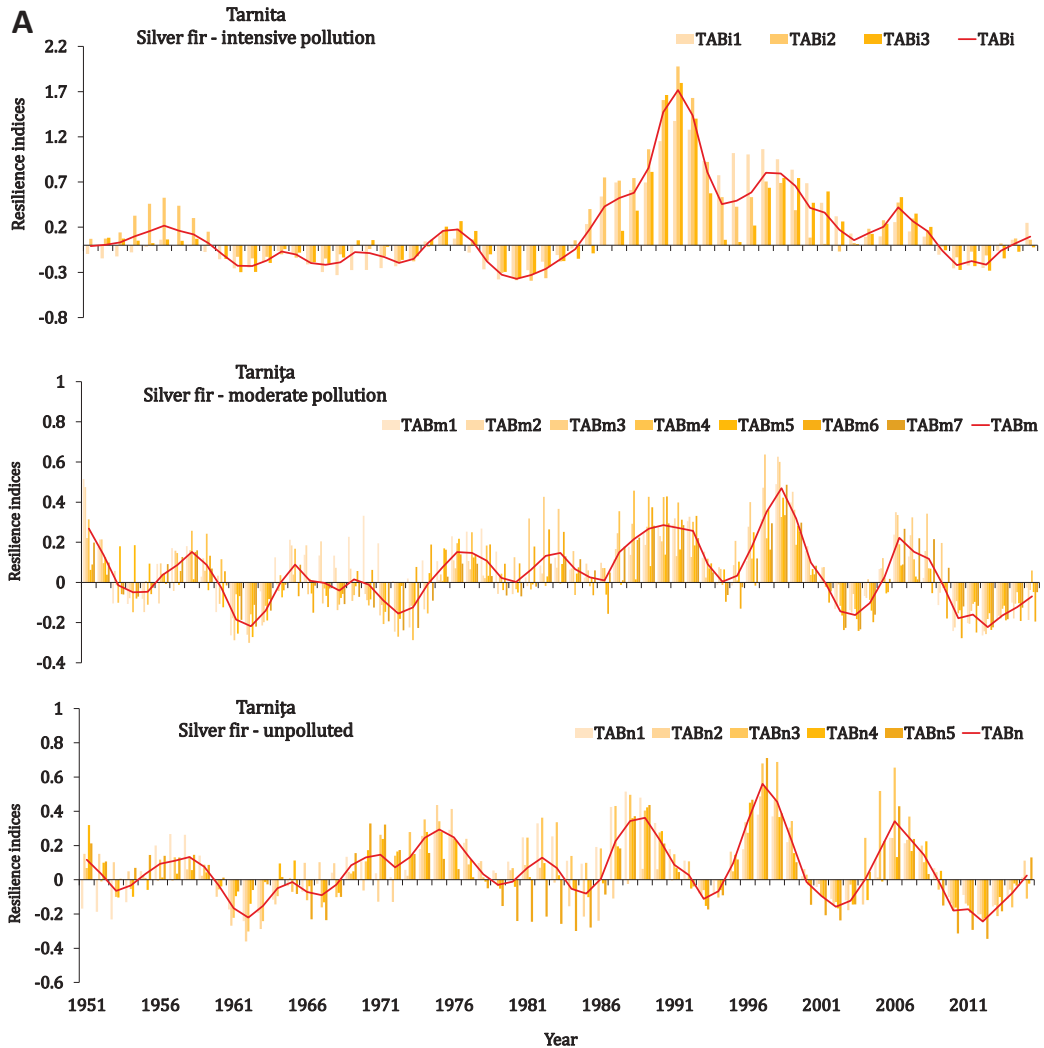 A
Tarnita
Silver fir - intensive pollution
TABi1 TABi2 TABi3 TABi
2.2
1.7
1.2
0.7
0.2
-0.3
-0.8
Resilience indices
Tarnița
Silver fir - moderate pollution
TABm1 TABm2 TABm3 TABm4 TABm5 TABm6 TABm7 TABm
1
0.8
0.6
0.4
0.2
0
-0.2
-0.4
Resilience indices
Tarnița
Silver fir - unpolluted
TABn1 TABn2 TABn3 TABn4 TABn5 TABn
1
0.8
0.6
0.4
0.2
0
-0.2
-0.4
-0.6
Resilience indices
1951 1956 1961 1966 1971 1976 1981 1986 1991 1996 2001 2006 2011
Year